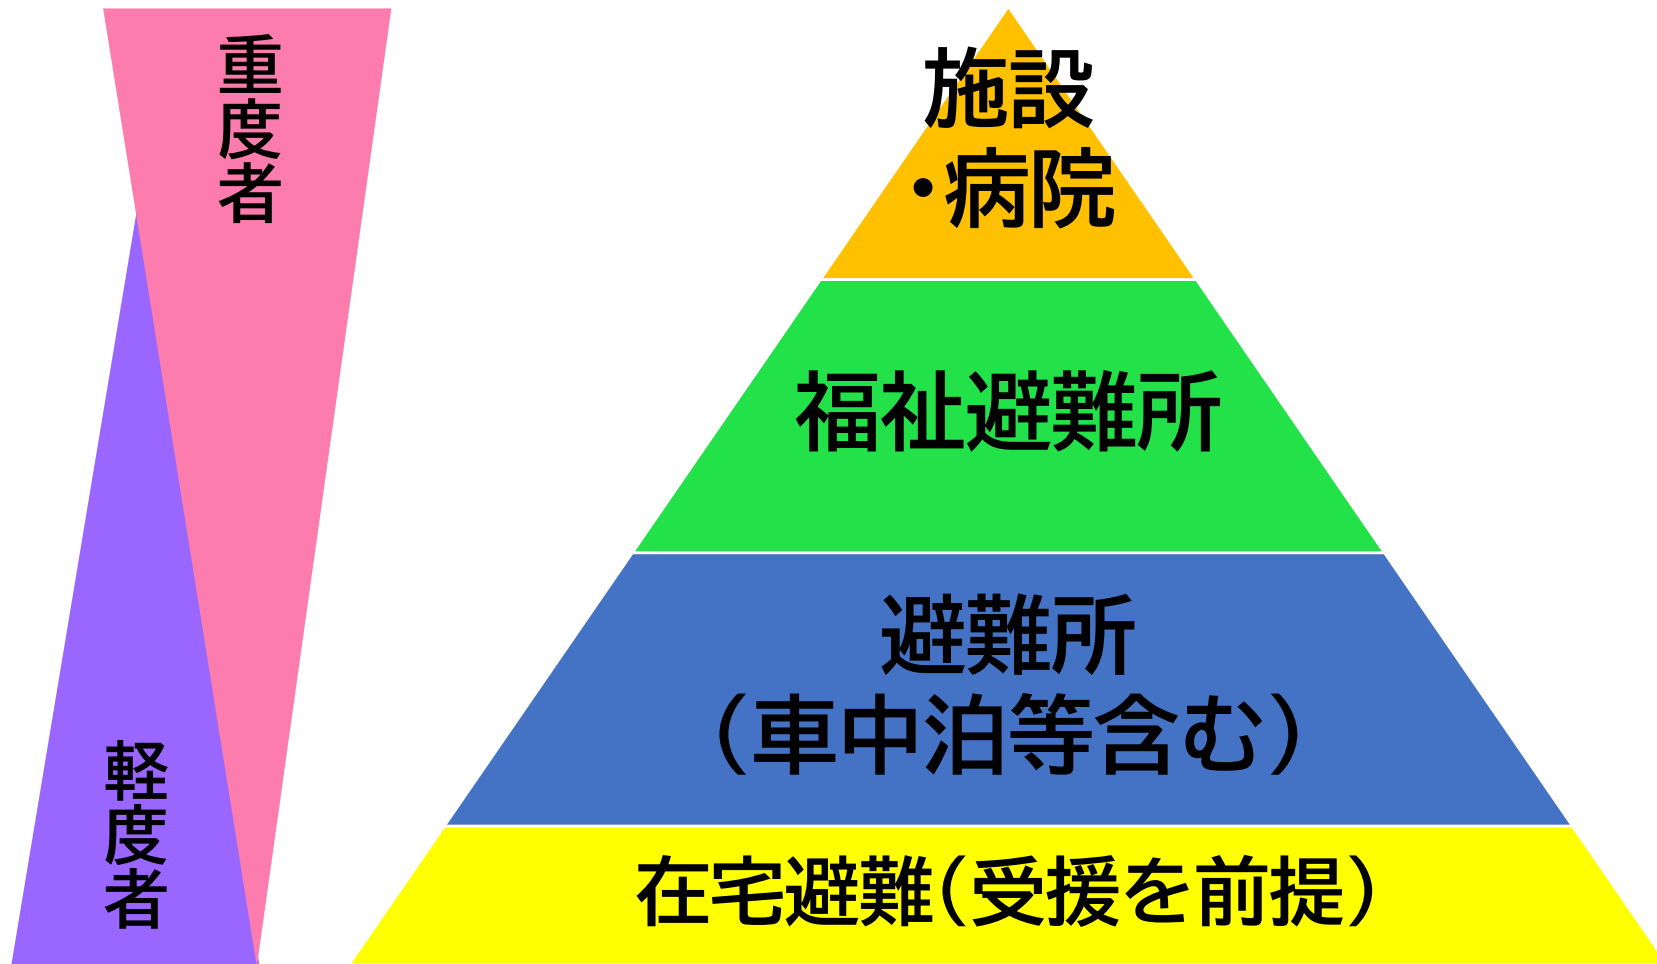 重度者
軽度者
施設
・病院
福祉避難所
避難所
（車中泊等含む）
在宅避難（受援を前提）